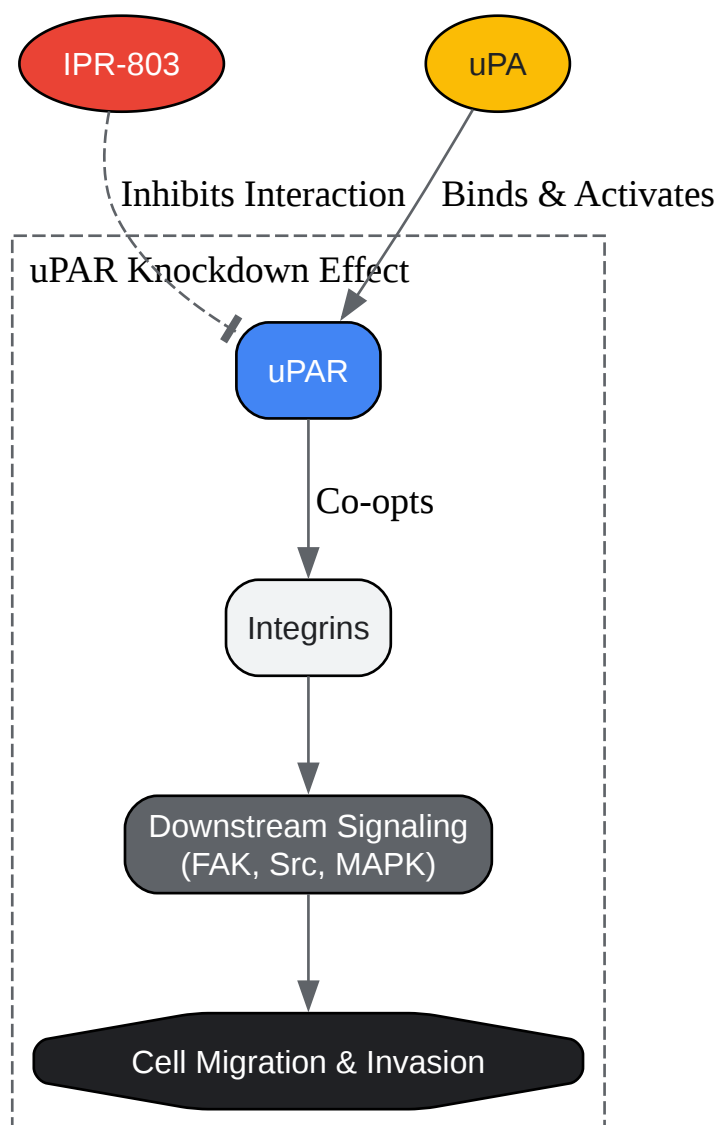 IPR-803
uPA
Inhibits Interaction
Binds & Activates
uPAR Knockdown Effect
uPAR
Co-opts
Integrins
Downstream Signaling
(FAK, Src, MAPK)
Cell Migration & Invasion